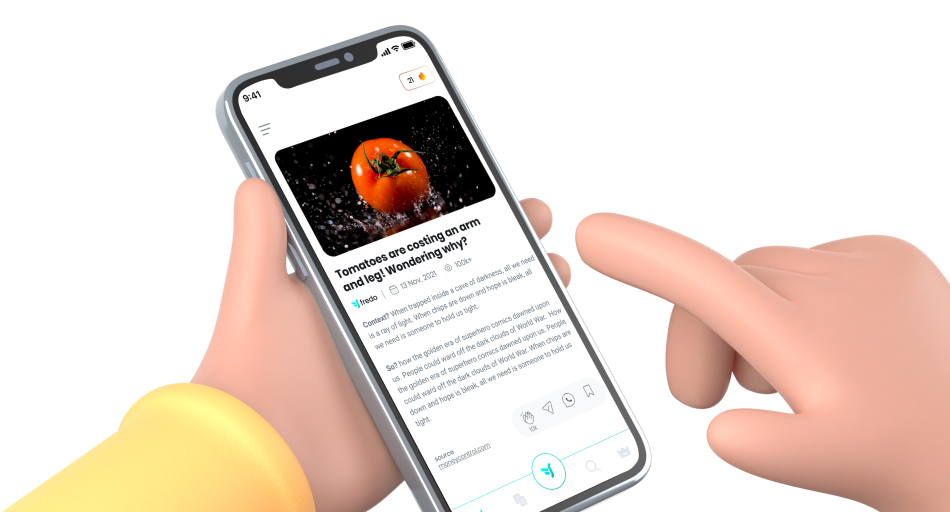 9:41
21
Tomatoes are costing an arm
and leg! Wondering why?
fredo 13 Nov, 2021 100k+
Context? When trapped inside a cave of darkness, all we need
is a ray of light. When chips are down and hope is bleak, all
we need is someone to hold us tight.
So? how the golden era of superhero comics dawned upon
us. People could ward off the dark clouds of World War. How
the golden era of superhero comics dawned upon us. People
could ward off the dark clouds of World War. When chips are
down and hope is bleak, all we need is someone to hold us
tight.
10k
source
moneycontrol.com